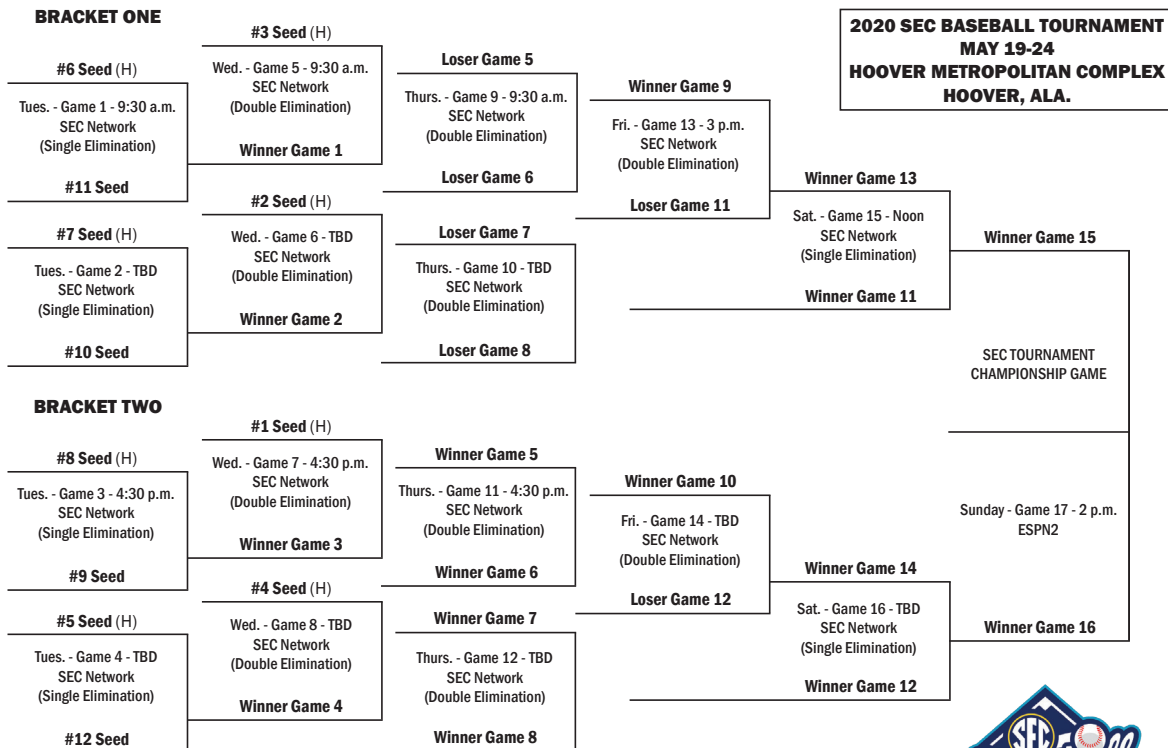 BRACKET ONE
2020 SEC BASEBALL TOURNAMENT
MAY 19-24
HOOVER METROPOLITAN COMPLEX
HOOVER, ALA.
#6 Seed (H)
Tues. - Game 1 - 9:30 a.m.
SEC Network
(Single Elimination)
#11 Seed
#7 Seed (H)
Tues. - Game 2 - TBD
SEC Network
(Single Elimination)
#10 Seed
#3 Seed (H)
Wed. - Game 5 - 9:30 a.m.
SEC Network
(Double Elimination)
Winner Game 1
#2 Seed (H)
Wed. - Game 6 - TBD
SEC Network
(Double Elimination)
Winner Game 2
Loser Game 5
Thurs. - Game 9 - 9:30 a.m.
SEC Network
(Double Elimination)
Loser Game 6
Loser Game 7
Thurs. - Game 10 - TBD
SEC Network
(Double Elimination)
Loser Game 8
Winner Game 9
Fri. - Game 13 - 3 p.m.
SEC Network
(Double Elimination)
Loser Game 11
Winner Game 13
Sat. - Game 15 - Noon
SEC Network
(Single Elimination)
Winner Game 11
Winner Game 15
SEC TOURNAMENT
CHAMPIONSHIP GAME
BRACKET TWO
#8 Seed (H)
Tues. - Game 3 - 4:30 p.m.
SEC Network
(Single Elimination)
#9 Seed
#5 Seed (H)
Tues. - Game 4 - TBD
SEC Network
(Single Elimination)
#12 Seed
#1 Seed (H)
Wed. - Game 7 - 4:30 p.m.
SEC Network
(Double Elimination)
Winner Game 3
#4 Seed (H)
Wed. - Game 8 - TBD
SEC Network
(Double Elimination)
Winner Game 4
Winner Game 5
Thurs. - Game 11 - 4:30 p.m.
SEC Network
(Double Elimination)
Winner Game 6
Winner Game 7
Thurs. - Game 12 - TBD
SEC Network
(Double Elimination)
Winner Game 8
Winner Game 10
Fri. - Game 14 - TBD
SEC Network
(Double Elimination)
Loser Game 12
Winner Game 14
Sat. - Game 16 - TBD
SEC Network
(Single Elimination)
Winner Game 12
Sunday - Game 17 - 2 p.m.
ESPN2
Winner Game 16
SEC